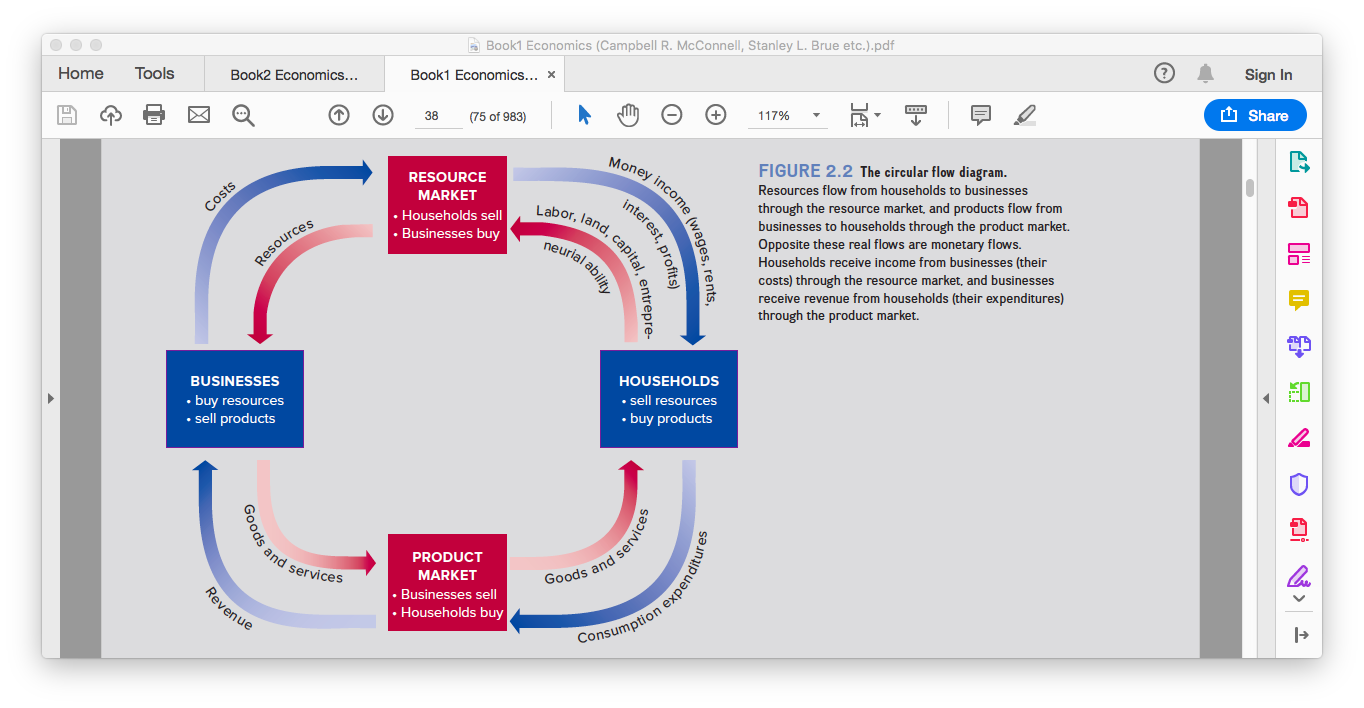 Book1 Economics (Campbell R. McConnell, Stanley L. Brue etc.).pdf
Home
Tools
Book2 Economics...
Book1 Economics... ×
?
Sign In
38
(75 of 983)
117%
Share
Costs
Resources
RESOURCE
MARKET
• Households sell
• Businesses buy
Money income (wages, rents,
interest, profits)
Labor, land, capital, entrepre-
neurial ability
FIGURE 2.2 The circular flow diagram.
Resources flow from households to businesses
through the resource market, and products flow from
businesses to households through the product market.
Opposite these real flows are monetary flows.
Households receive income from businesses (their
costs) through the resource market, and businesses
receive revenue from households (their expenditures)
through the product market.
BUSINESSES
• buy resources
• sell products
HOUSEHOLDS
• sell resources
• buy products
Goods and services
Revenue
PRODUCT
MARKET
• Businesses sell
• Households buy
Goods and services
Consumption expenditures